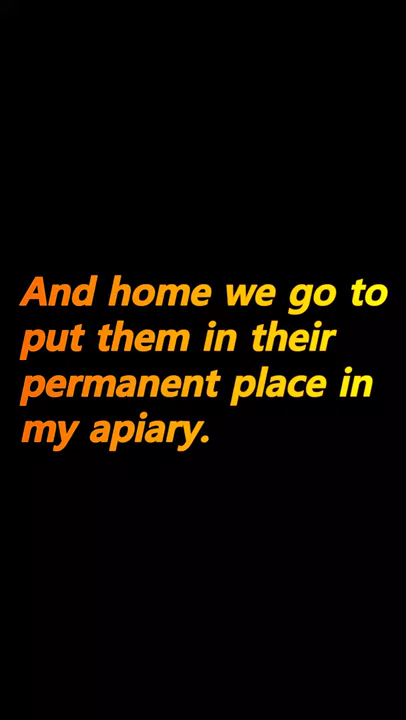 And home we go to
put them in their
permanent place in
my apiary.